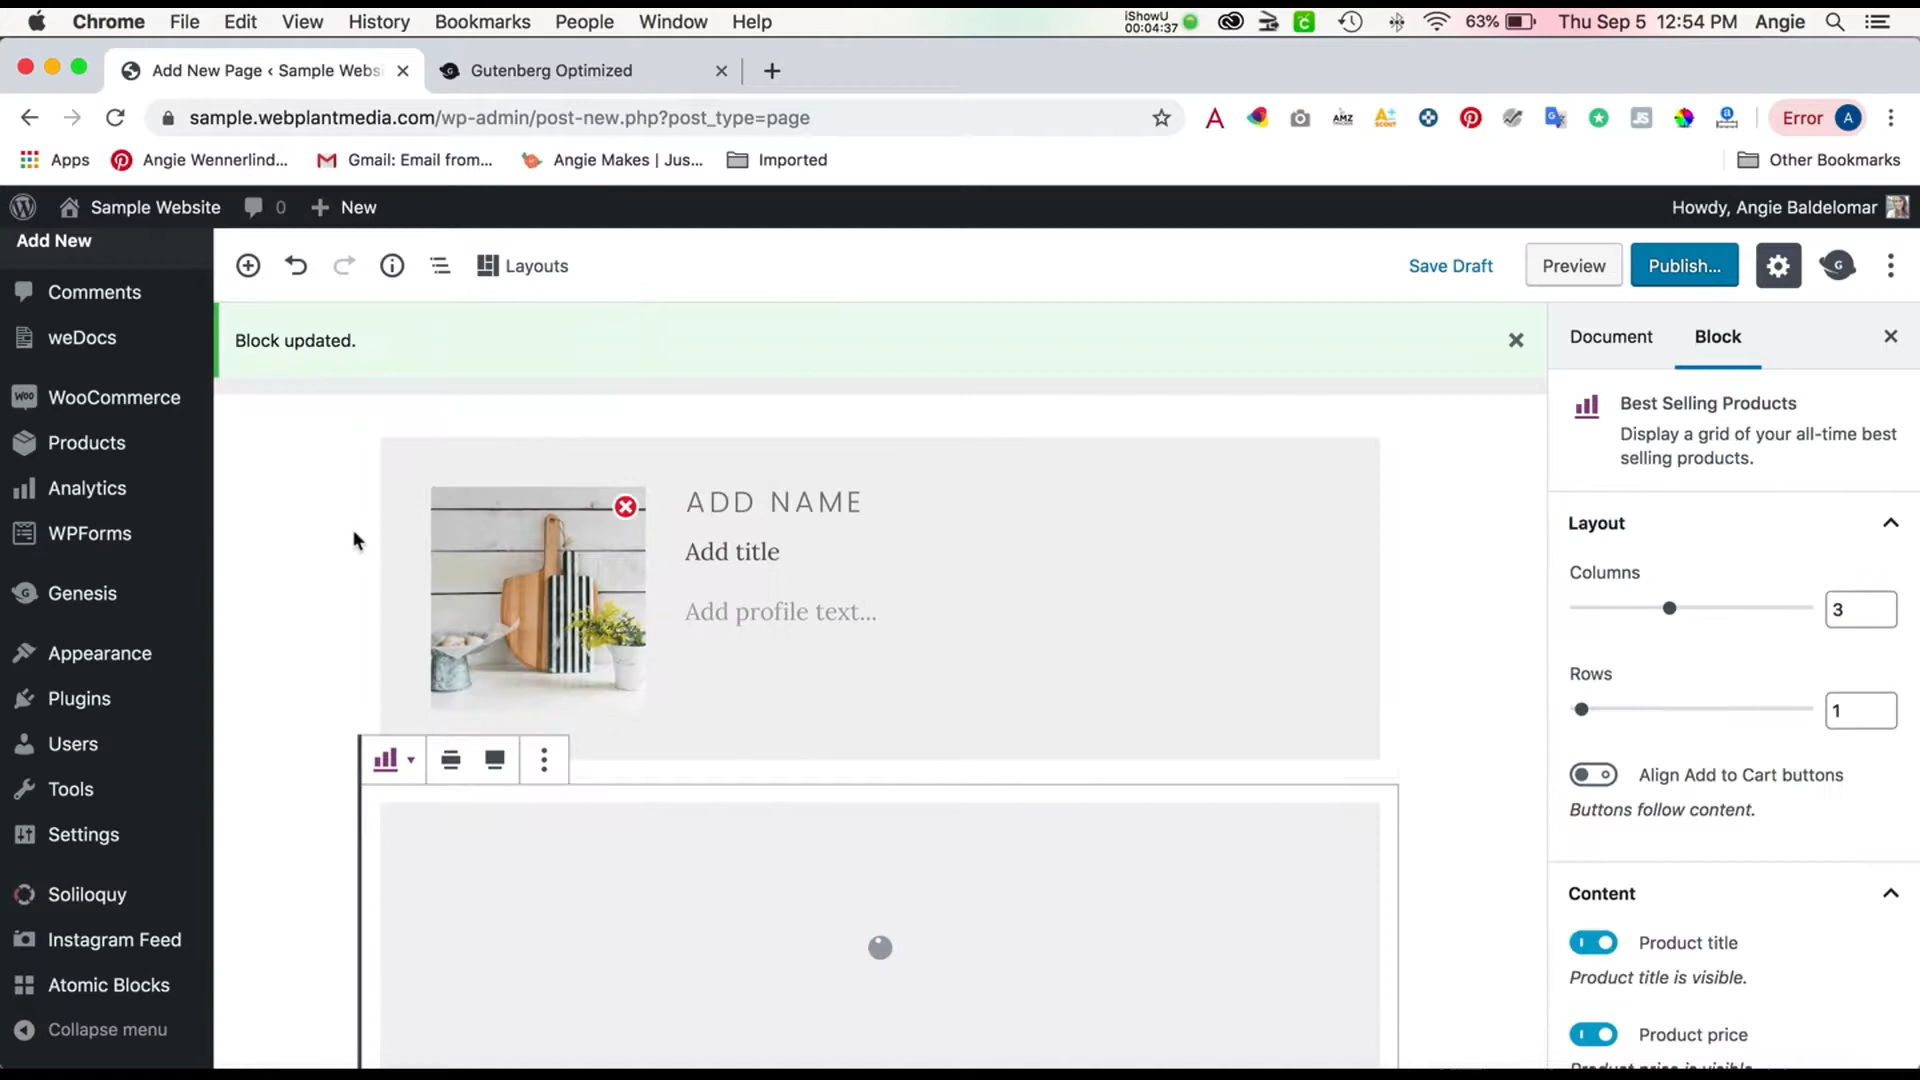 Chrome File Edit View History Bookmarks People Window Help
iShowU
00:04:37
63%
Thu Sep 5 12:54 PM Angie
Add New Page ‹ Sample Websi
Gutenberg Optimized
sample.webplantmedia.com/wp-admin/post-new.php?post_type=page
Error A
Apps
Angie Wennerlind...
Gmail: Email from...
Angie Makes | Jus...
Imported
Other Bookmarks
Sample Website
0
New
Howdy, Angie Baldelomar
Add New
Comments
weDocs
WooCommerce
Products
Analytics
WPForms
Genesis
Appearance
Plugins
Users
Tools
Settings
Soliloquy
Instagram Feed
Atomic Blocks
Collapse menu
Layouts
Save Draft
Preview
Publish...
Block updated.
ADD NAME
Add title
Add profile text...
Document
Block
Best Selling Products
Display a grid of your all-time best
selling products.
Layout
Columns
3
Rows
1
Align Add to Cart buttons
Buttons follow content.
Content
Product title
Product title is visible.
Product price
Product price is visible.